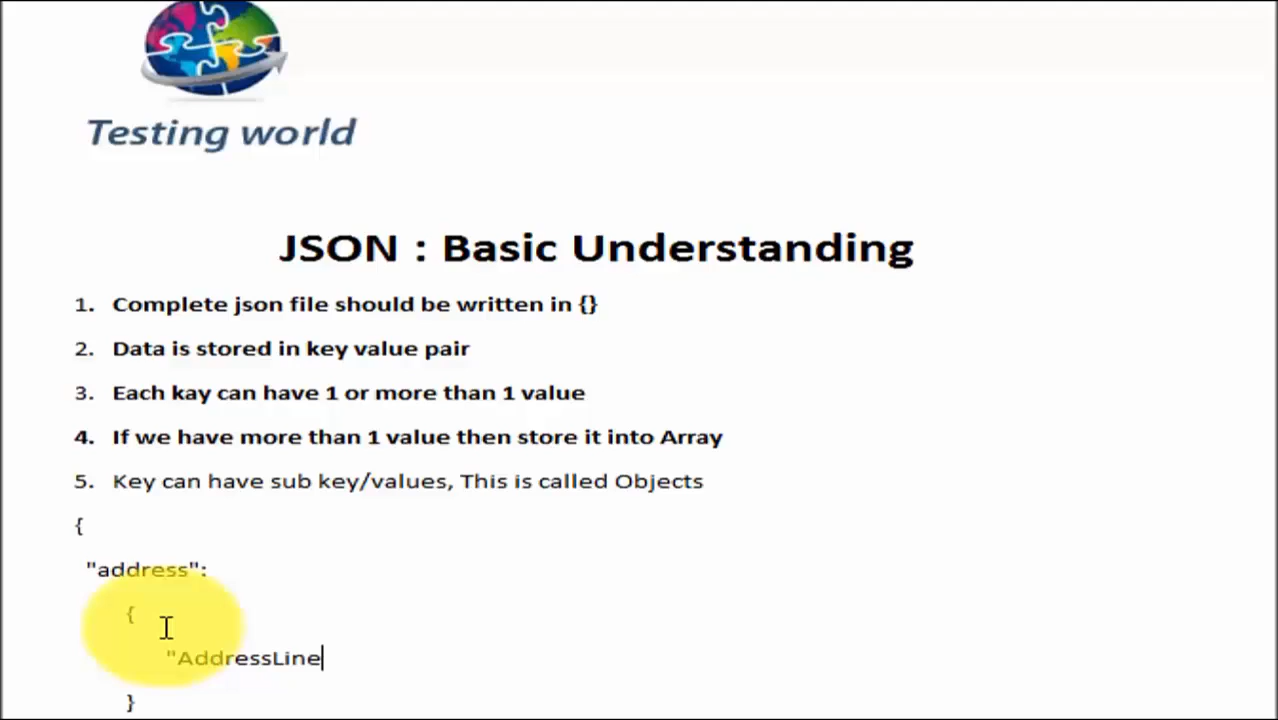 Testing world
JSON : Basic Understanding
1. Complete json file should be written in {}
2. Data is stored in key value pair
3. Each kay can have 1 or more than 1 value
4. If we have more than 1 value then store it into Array
5. Key can have sub key/values, This is called Objects
{
"address":
{
"AddressLine
}